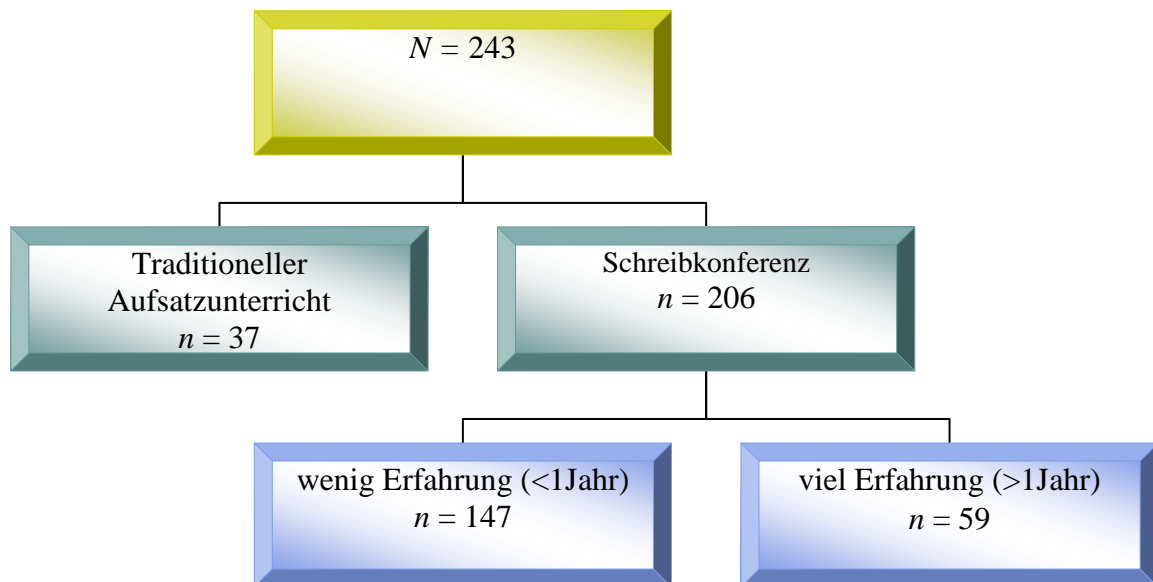 N = 243
Traditioneller
Aufsatzunterricht
n = 37
Schreibkonferenz
n = 206
wenig Erfahrung (<1Jahr)
n = 147
viel Erfahrung (>1Jahr)
n = 59